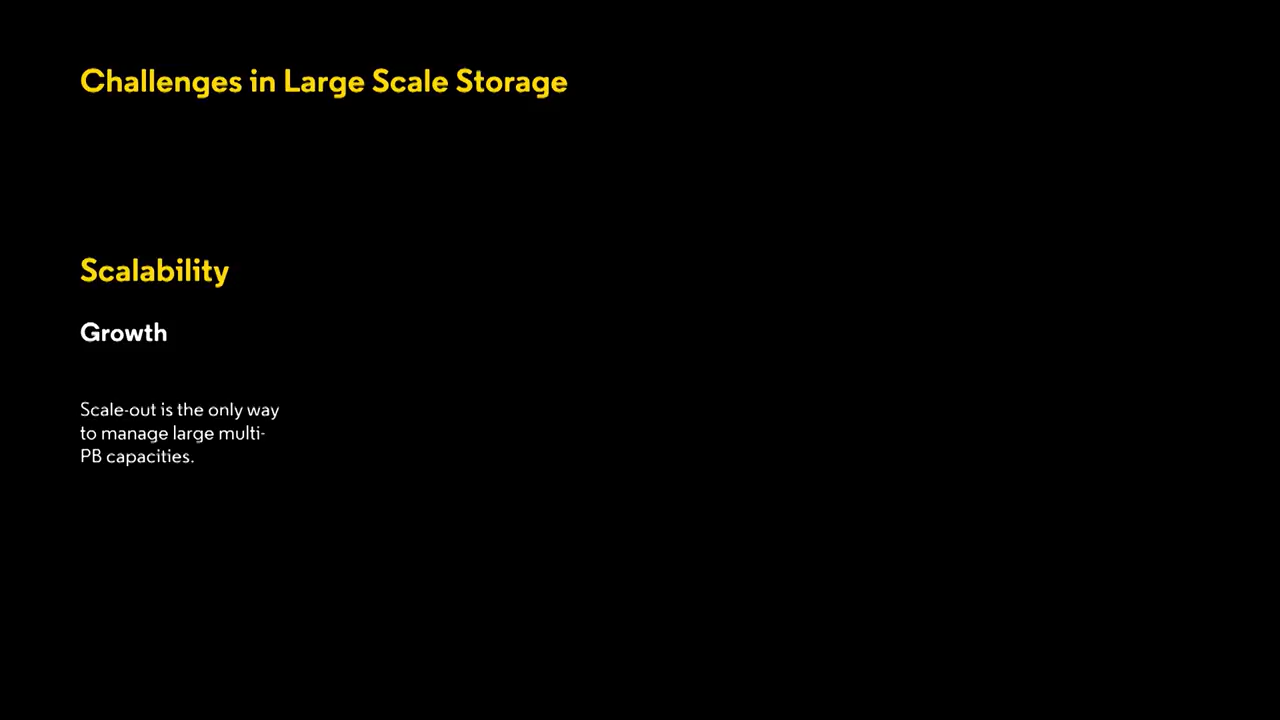 Challenges in Large Scale Storage
Scalability
Growth
Scale-out is the only way
to manage large multi-
PB capacities.